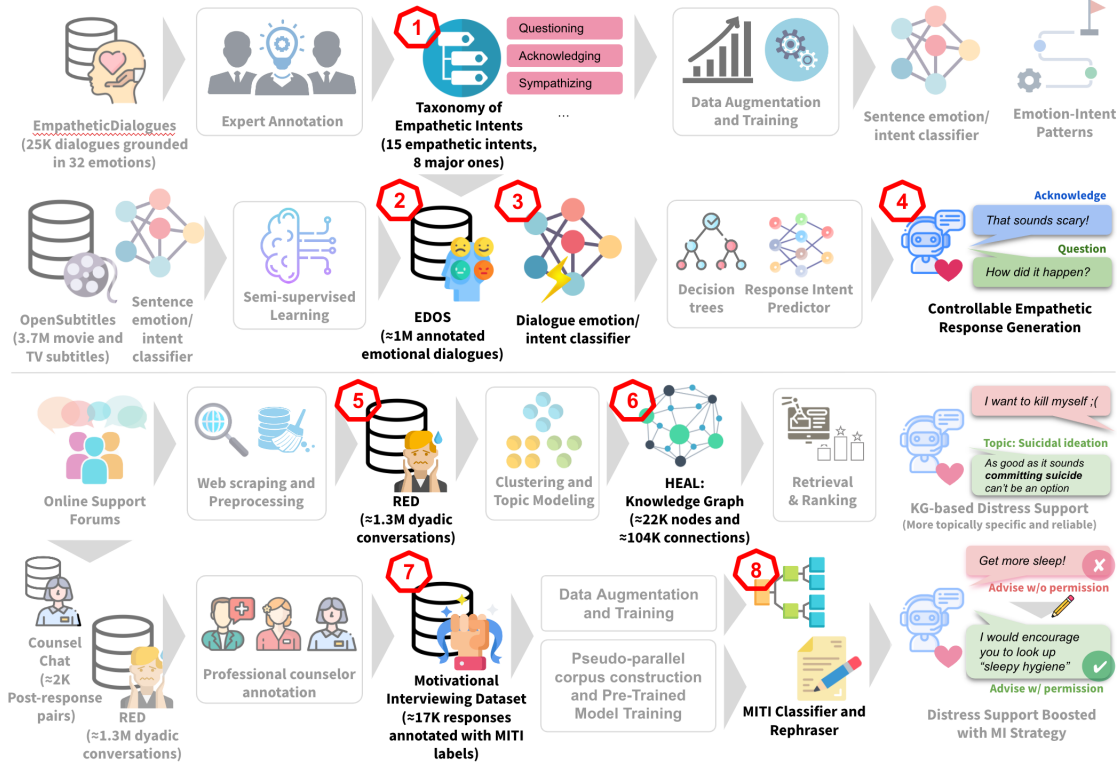 1
Questioning
Acknowledging
Sympathizing
...
EmpatheticDialogues
(25K dialogues grounded
in 32 emotions)
Expert Annotation
Taxonomy of
Empathetic Intents
(15 empathetic intents,
8 major ones)
Data Augmentation
and Training
Sentence emotion/
intent classifier
Emotion-Intent
Patterns
2
3
4
Acknowledge
That sounds scary!
Question
How did it happen?
OpenSubtitles
(3.7M movie and
TV subtitles)
Sentence
emotion/
intent
classifier
Semi-supervised
Learning
EDOS
(≈1M annotated
emotional dialogues)
Dialogue emotion/
intent classifier
Decision
trees
Response Intent
Predictor
Controllable Empathetic
Response Generation
5
6
I want to kill myself ;(
Topic: Suicidal ideation
As good as it sounds
committing suicide
can't be an option
Online Support
Forums
Web scraping and
Preprocessing
RED
(≈1.3M dyadic
conversations)
Clustering and
Topic Modeling
HEAL:
Knowledge Graph
(≈22K nodes and
≈104K connections)
Retrieval
& Ranking
KG-based Distress Support
(More topically specific and reliable)
7
8
Get more sleep!
Advise w/o permission
I would encourage
you to look up
“sleepy hygiene”
Advise w/ permission
Counsel
Chat
(≈2K
Post-response
pairs)
RED
(≈1.3M dyadic
conversations)
Professional counselor
annotation
Motivational
Interviewing Dataset
(≈17K responses
annotated with MITI
labels)
Data Augmentation
and Training
Pseudo-parallel
corpus construction
and Pre-Trained
Model Training
MITI Classifier and
Rephraser
Distress Support Boosted
with MI Strategy